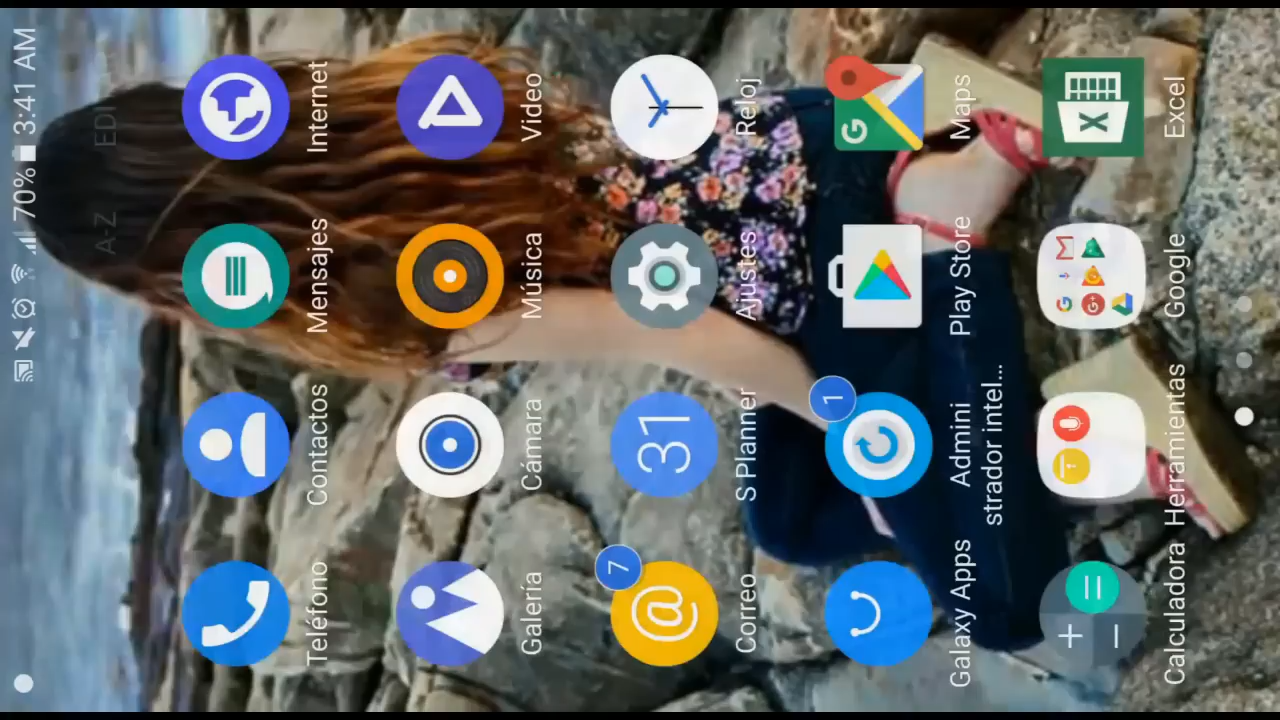 70% 3:41 AM
A-Z EDI
Teléfono Contactos Mensajes Internet
Galería Cámara Música Video
7
31
Correo S Planner Ajustes Reloj
1
G
X
Galaxy Apps Admini
strador intel... Play Store Maps
Calculadora Herramientas Google Excel